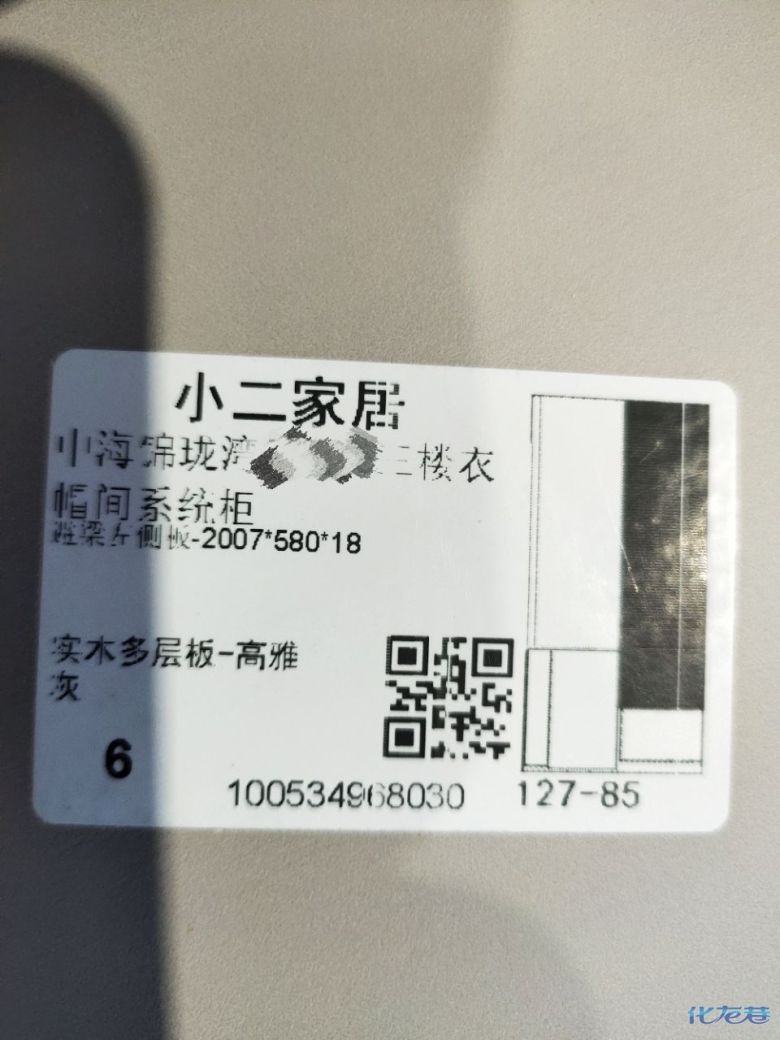 小二家居
中海锦珑湾 三楼衣
帽间系统柜
避梁左侧板-2007*580*18
实木多层板-高雅
灰
6
100534968030 127-85
化龙巷